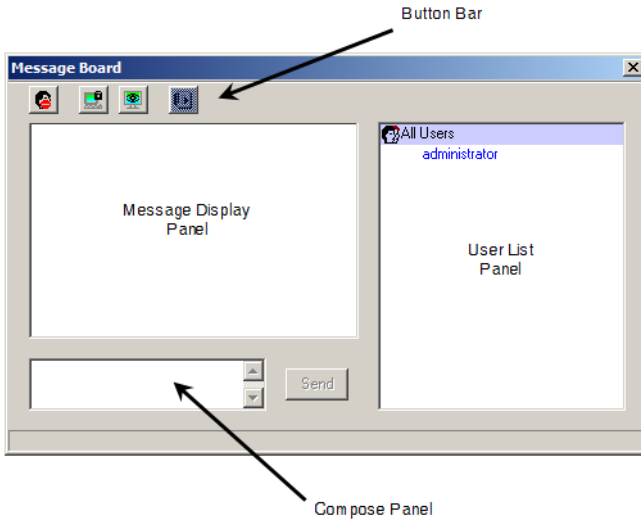 Button Bar
Message Board
All Users
administrator
Message Display
Panel
User List
Panel
Send
Compose Panel